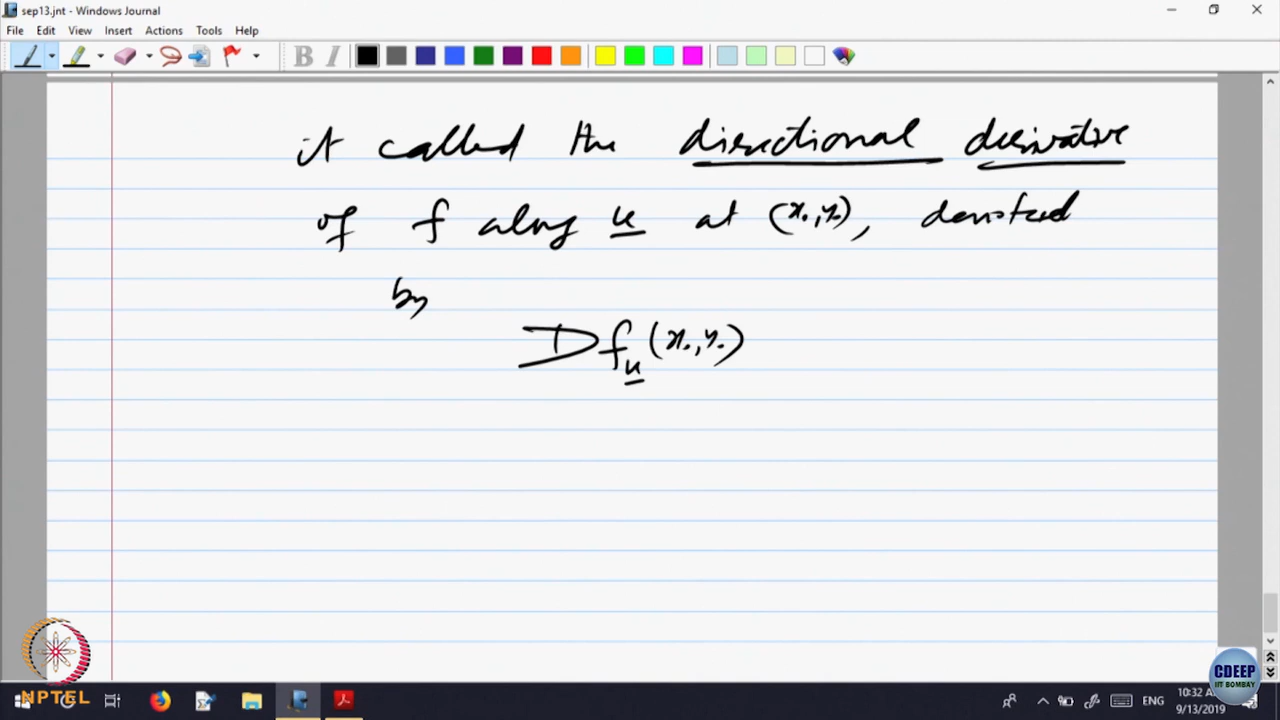 sep13.jnt - Windows Journal
File Edit View Insert Actions Tools Help
B I
it called the directional derivative
of f along u at (x₀,y₀), denoted
by
Df_u(x₀,y₀)
NPTEL
CDEEP
IIT BOMBAY
ENG
10:32 A
9/13/2019